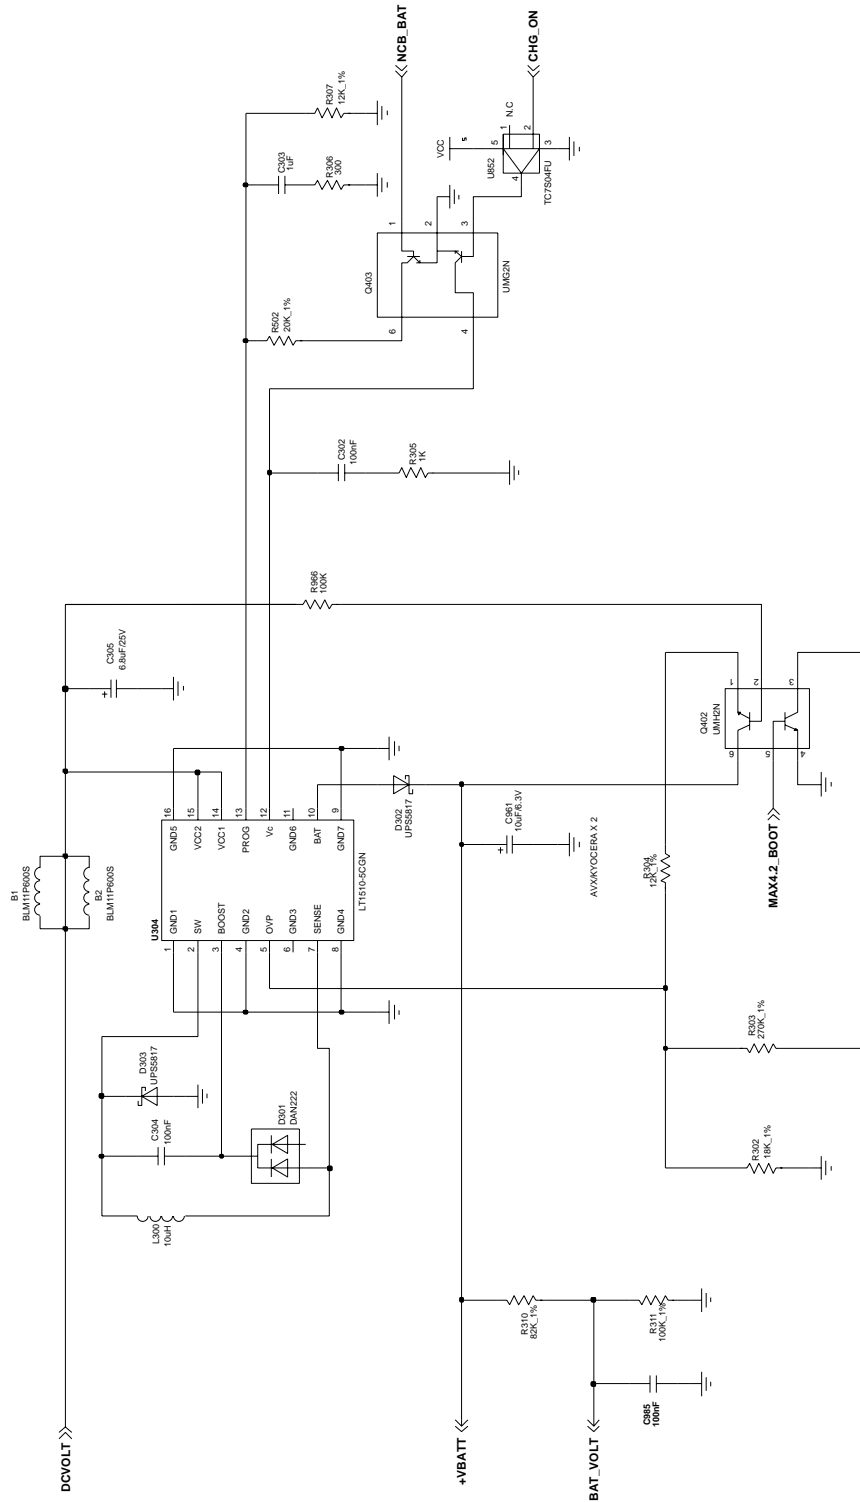 DCVOLT
B1
BLM11P600S
B2
BLM11P600S
C305
6.8uF/25V
+
L300
10uH
C304
100nF
D303
UPS5817
D301
DAN222
U304
GND1
SW
BOOST
GND2
OVP
GND3
SENSE
GND4
1
2
3
4
5
6
7
8
GND5
VCC2
VCC1
PROG
Vc
GND6
BAT
GND7
16
15
14
13
12
11
10
9
LT1510-5CGN
R307
12K_1%
C303
1uF
R306
300
R502
20K_1%
NCB_BAT
CHG_ON
N.C
VCC
5
5
1
2
3
4
U852
TC7S04FU
Q403
1
2
3
6
4
UMG2N
C302
100nF
R305
1K
R966
100K
D302
UPS5817
C961
10uF/6.3V
+
AVX/KYOCERA X 2
R304
12K_1%
Q402
UMH2N
1
2
3
1
2
3
6
5
4
MAX4.2_BOOT
R303
270K_1%
R302
18K_1%
+VBATT
R310
82K_1%
R311
100K_1%
BAT_VOLT
C985
100nF